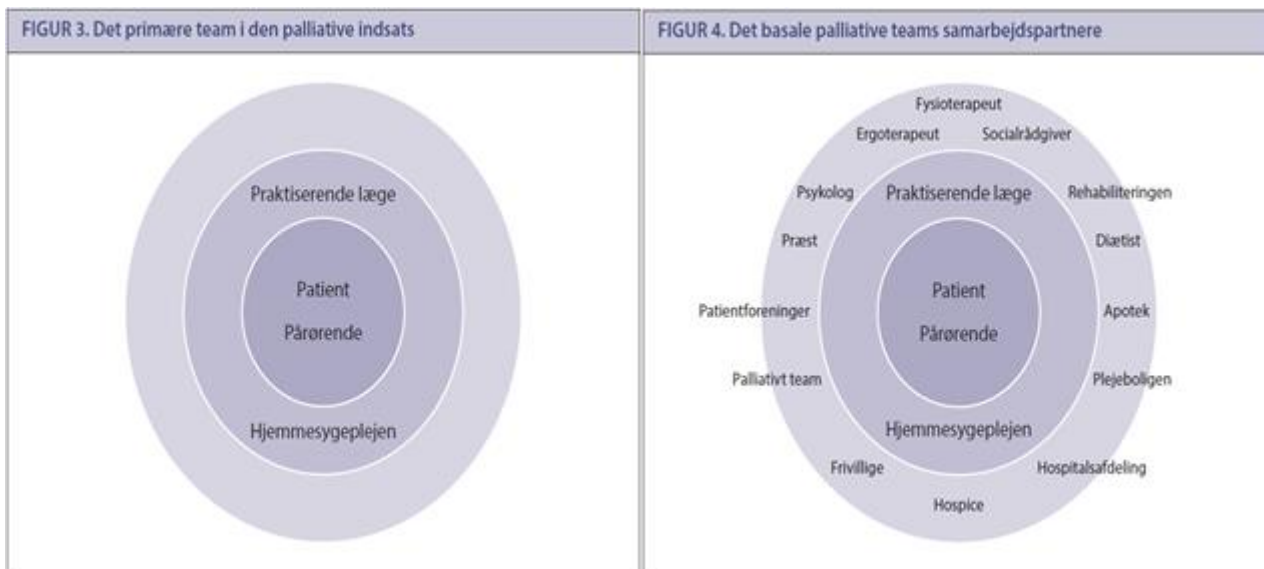 FIGUR 3. Det primære team i den palliative indsats
Praktiserende læge
Patient
Pårørende
Hjemmesygeplejen
FIGUR 4. Det basale palliative teams samarbejdspartnere
Fysioterapeut
Ergoterapeut
Socialrådgiver
Psykolog
Praktiserende læge
Rehabiliteringen
Præst
Diætist
Patient
Patientforeninger
Apotek
Pårørende
Palliativt team
Plejeboligen
Hjemmesygeplejen
Frivillige
Hospitalsafdeling
Hospice